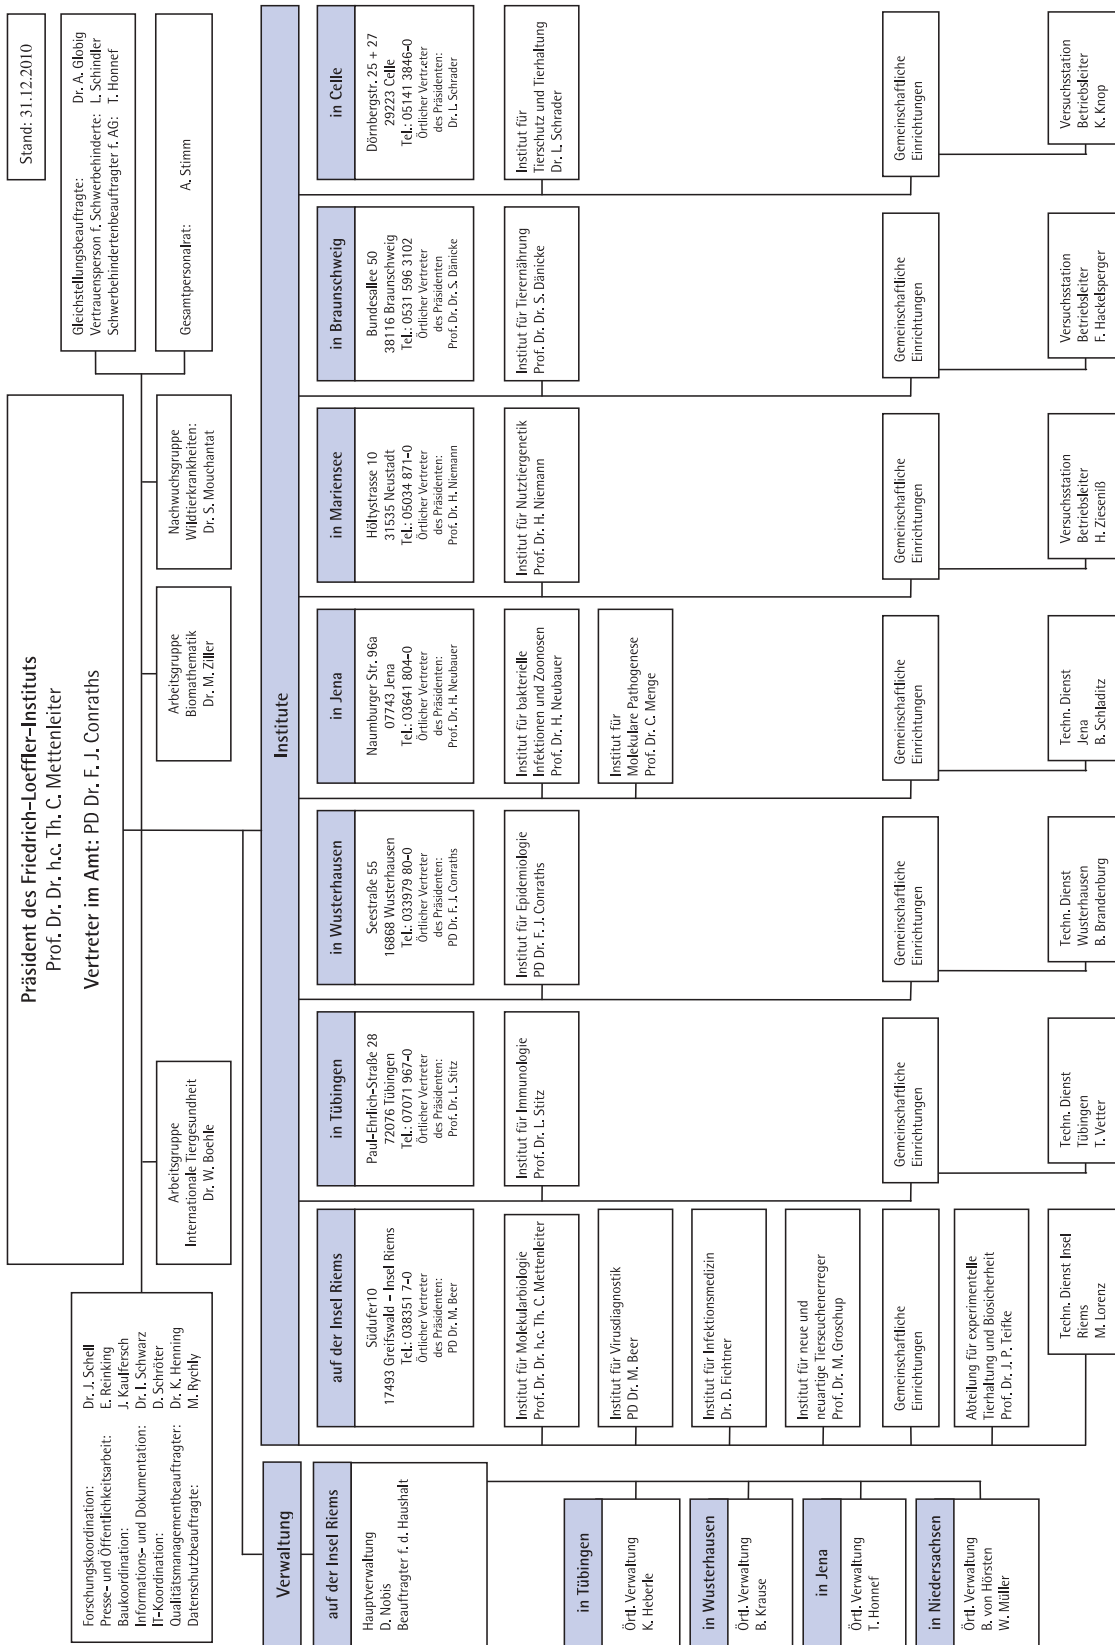 Stand: 31.12.2010
Präsident des Friedrich-Loeffler-Instituts
Prof. Dr. Dr. h.c. Th. C. Mettenleiter
Vertreter im Amt: PD Dr. F. J. Conraths
Forschungskoordination: Dr. J. Schell
Presse- und Öffentlichkeitsarbeit: E. Reinking
Baukoordination: J. Kaulfersch
Informations- und Dokumentation: Dr. I. Schwarz
IT-Koordination: D. Schröter
Qualitätsmanagementbeauftragter: Dr. K. Henning
Datenschutzbeauftragte: M. Rychly
Gleichstellungsbeauftragte: Dr. A. Globig
Vertrauensperson f. Schwerbehinderte: L. Schindler
Schwerbehindertenbeauftragter f. AG: T. Honnef
Gesamtpersonalrat: A. Stimm
Arbeitsgruppe
Internationale Tiergesundheit
Dr. W. Boehle
Arbeitsgruppe
Biomathematik
Dr. M. Ziller
Nachwuchsgruppe
Wildtierkrankheiten:
Dr. S. Mouchantat
Verwaltung
auf der Insel Riems
Hauptverwaltung
D. Nobis
Beauftragter f. d. Haushalt
in Tübingen
Örtl. Verwaltung
K. Heberle
in Wusterhausen
Örtl. Verwaltung
B. Krause
in Jena
Örtl. Verwaltung
T. Honnef
in Niedersachsen
Örtl. Verwaltung
B. von Hörsten
W. Müller
Institute
auf der Insel Riems
Südufer10
17493 Greifswald - Insel Riems
Tel.: 038351 7-0
Örtlicher Vertreter
des Präsidenten:
PD Dr. M. Beer
Institut für Molekularbiologie
Prof. Dr. Dr. h.c. Th. C. Mettenleiter
Institut für Virusdiagnostik
PD Dr. M. Beer
Institut für Infektionsmedizin
Dr. D. Fichtner
Institut für neue und
neuartige Tierseuchenerreger
Prof. Dr. M. Groschup
Gemeinschaftliche
Einrichtungen
Abteilung für experimentelle
Tierhaltung und Biosicherheit
Prof. Dr. J. P. Teifke
Techn. Dienst Insel
Riems
M. Lorenz
in Tübingen
Paul-Ehrlich-Straße 28
72076 Tübingen
Tel.: 07071 967-0
Örtlicher Vertreter
des Präsidenten:
Prof. Dr. L. Stitz
Institut für Immunologie
Prof. Dr. L. Stitz
Gemeinschaftliche
Einrichtungen
Techn. Dienst
Tübingen
T. Vetter
in Wusterhausen
Seestraße 55
16868 Wusterhausen
Tel.: 033979 80-0
Örtlicher Vertreter
des Präsidenten:
PD Dr. F. J. Conraths
Institut für Epidemiologie
PD Dr. F. J. Conraths
Gemeinschaftliche
Einrichtungen
Techn. Dienst
Wusterhausen
B. Brandenburg
in Jena
Naumburger Str. 96a
07743 Jena
Tel.: 03641 804-0
Örtlicher Vertreter
des Präsidenten:
Prof. Dr. H. Neubauer
Institut für bakterielle
Infektionen und Zoonosen
Prof. Dr. H. Neubauer
Institut für
Molekulare Pathogenese
Prof. Dr. C. Menge
Gemeinschaftliche
Einrichtungen
Techn. Dienst
Jena
B. Schladitz
in Mariensee
Höltystrasse 10
31535 Neustadt
Tel.: 05034 871-0
Örtlicher Vertreter
des Präsidenten:
Prof. Dr. H. Niemann
Institut für Nutztiergenetik
Prof. Dr. H. Niemann
Gemeinschaftliche
Einrichtungen
Versuchsstation
Betriebsleiter
H. Zieseniß
in Braunschweig
Bundesallee 50
38116 Braunschweig
Tel.: 0531 596 3102
Örtlicher Vertreter
des Präsidenten
Prof. Dr. Dr. S. Dänicke
Institut für Tierernährung
Prof. Dr. Dr. S. Dänicke
Gemeinschaftliche
Einrichtungen
Versuchsstation
Betriebsleiter
F. Hackelsperger
in Celle
Dörnbergstr. 25 + 27
29223 Celle
Tel.: 05141 3846-0
Örtlicher Vertreter
des Präsidenten:
Dr. L. Schrader
Institut für
Tierschutz und Tierhaltung
Dr. L. Schrader
Gemeinschaftliche
Einrichtungen
Versuchsstation
Betriebsleiter
K. Knop